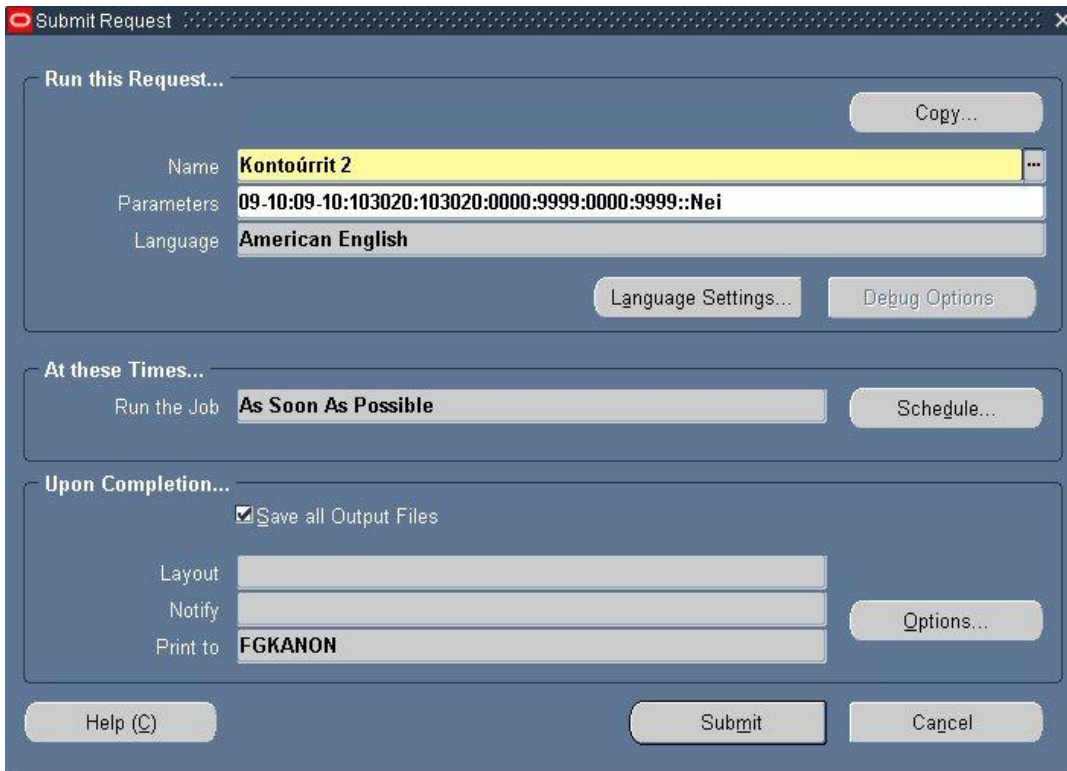 Submit Request
Run this Request...
Copy...
Name Kontoúrrit 2 ...
Parameters 09-10:09-10:103020:103020:0000:9999:0000:9999::Nei
Language American English
Language Settings... Debug Options
At these Times...
Run the Job As Soon As Possible Schedule...
Upon Completion...
Save all Output Files
Layout
Notify
Options...
Print to FGKANON
Help (C) Submit Cancel